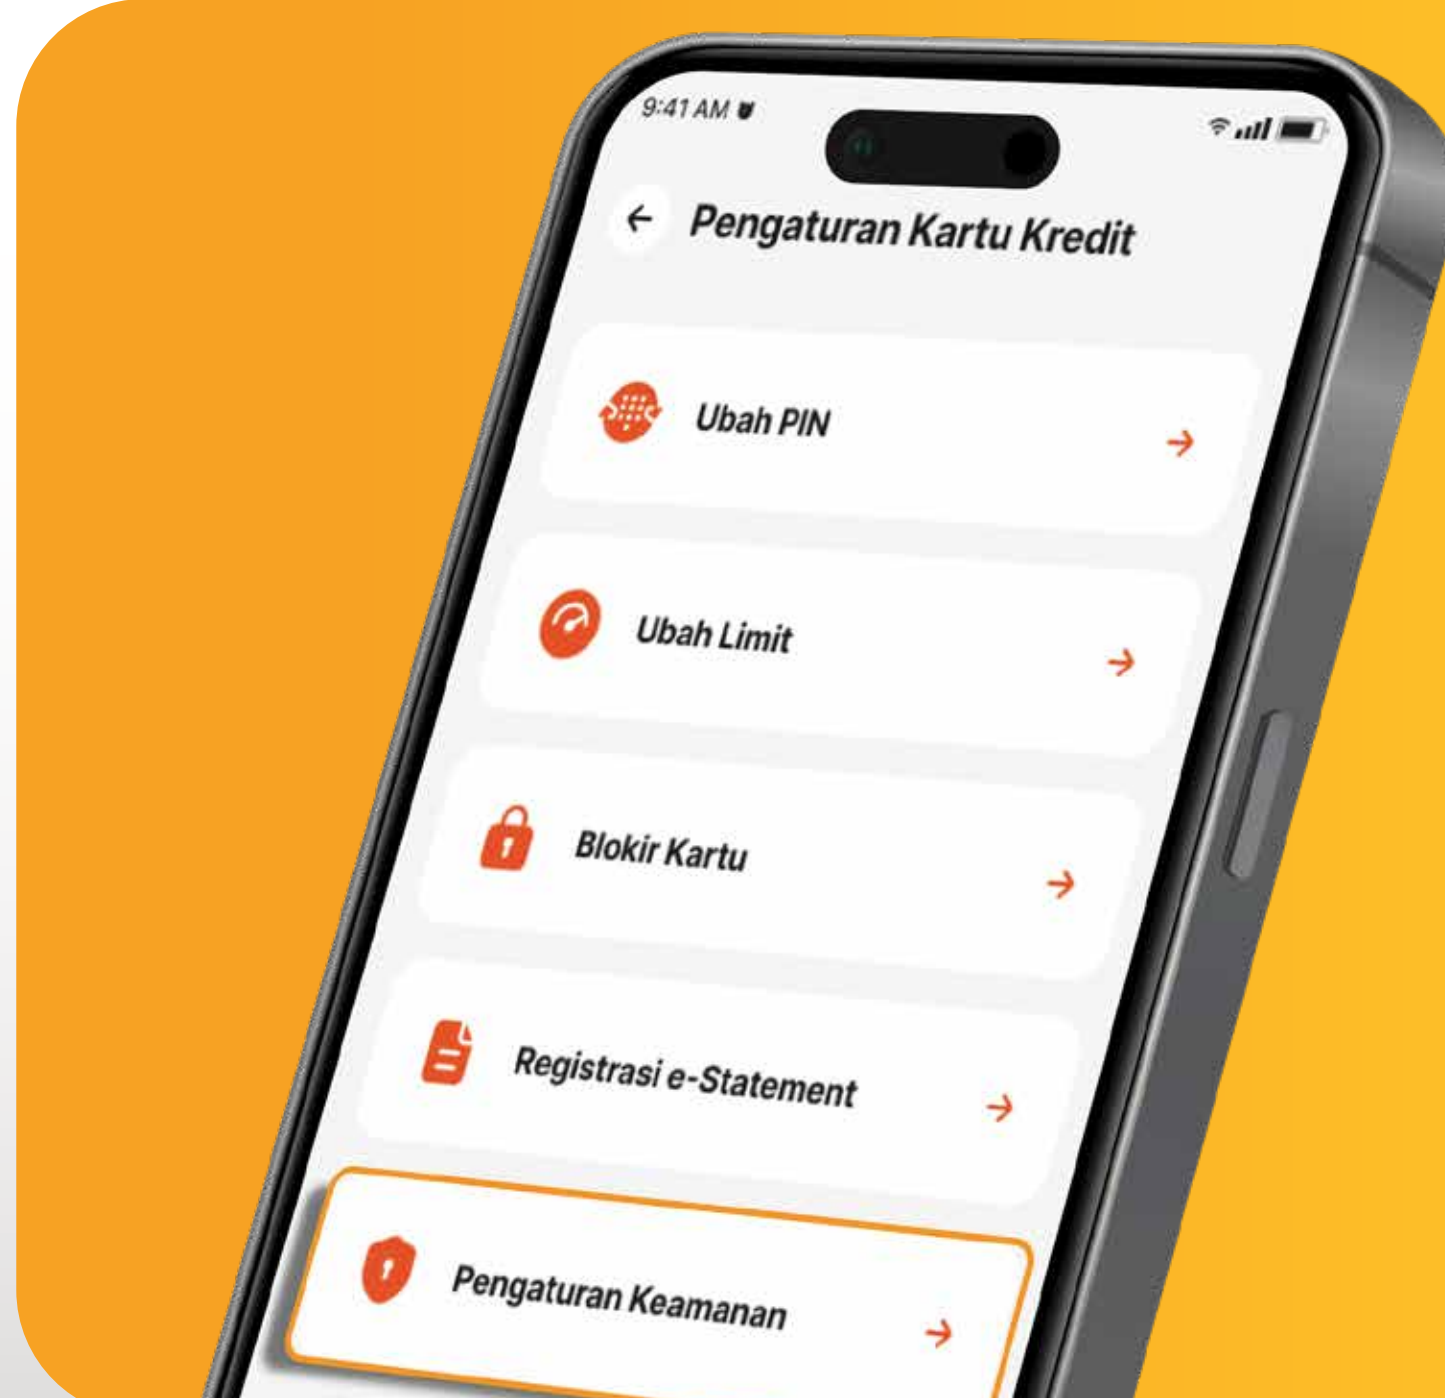 9:41 AM
Pengaturan Kartu Kredit
Ubah PIN
Ubah Limit
Blokir Kartu
Registrasi e-Statement
Pengaturan Keamanan